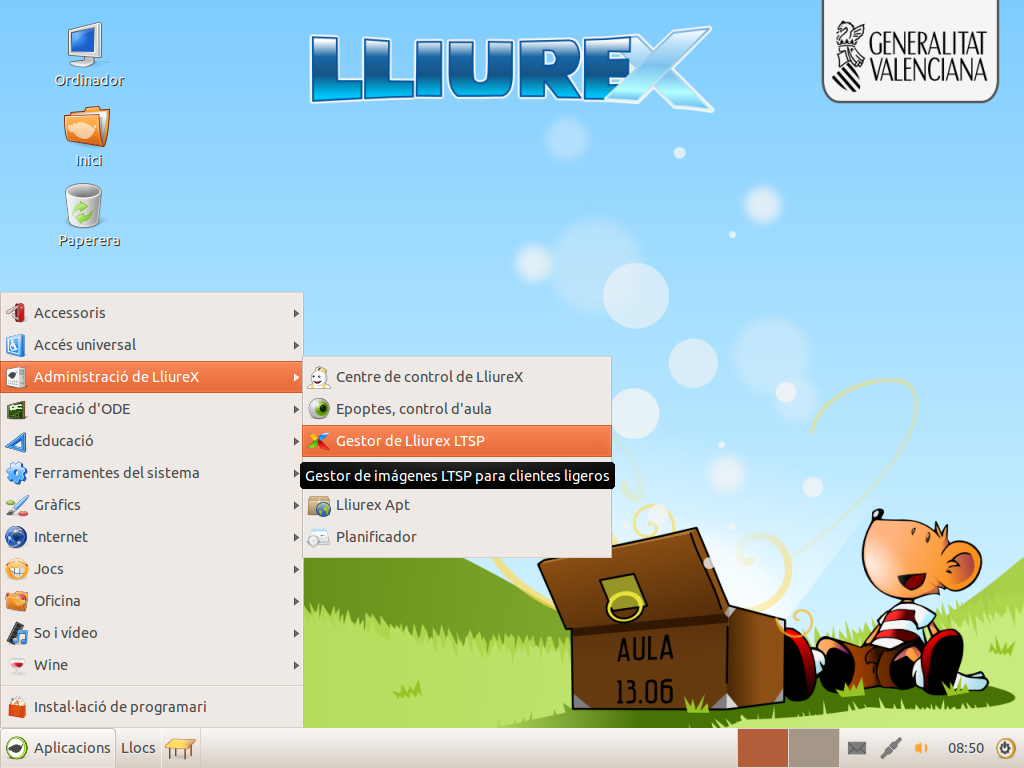 LLIUREX
GENERALITAT
VALENCIANA
Ordinador
Inici
Paperera
Accessoris
Accés universal
Administració de LliureX
Creació d'ODE
Educació
Ferramentes del sistema
Gràfics
Internet
Jocs
Oficina
So i vídeo
Wine
Instal·lació de programari
Centre de control de LliureX
Epoptes, control d'aula
Gestor de Lliurex LTSP
Gestor de imágenes LTSP para clientes ligeros
Lliurex Apt
Planificador
AULA
13.06
Aplicacions
Llocs
08:50